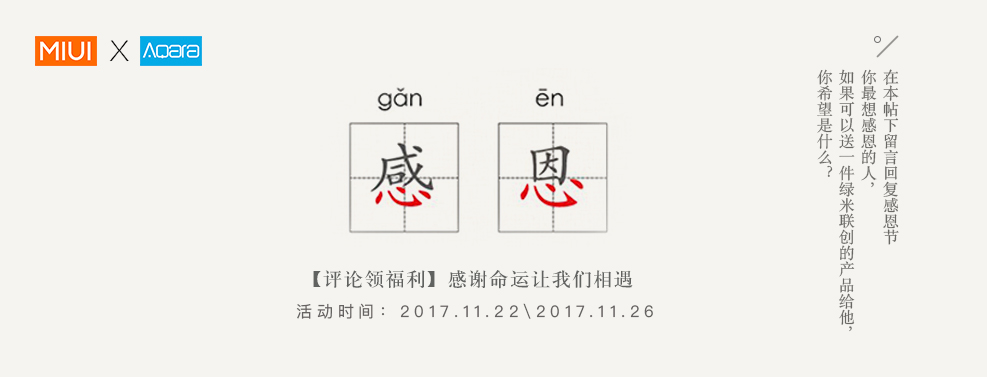 MIUI X Aqara
gǎn ēn
感 恩
【评论领福利】感谢命运让我们相遇
活动时间：2017.11.22\2017.11.26
在本帖下留言回复感恩节
你最想感恩的人，
如果可以送一件绿米联创的产品给他，
你希望是什么？